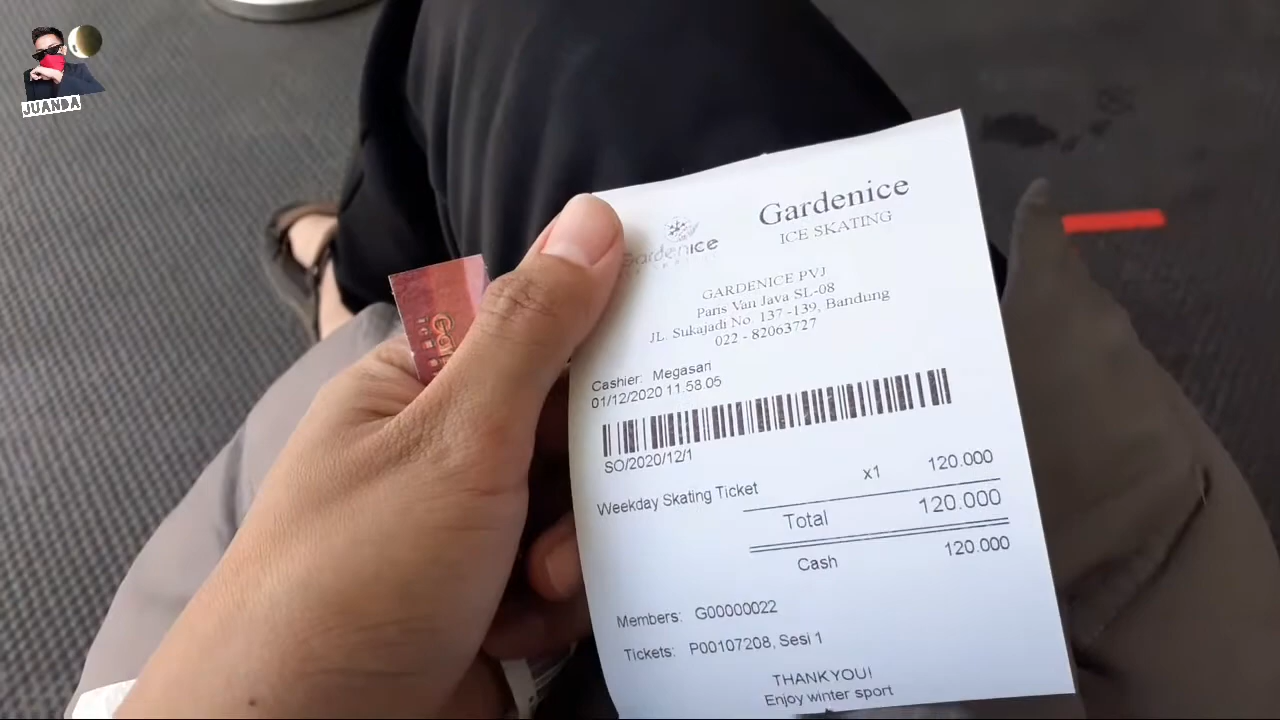 JUANDA
Gardenice
Gardenice
ICE SKATING
GARDENICE PVJ
Paris Van Java SL-08
JL. Sukajadi No. 137 -139, Bandung
022 - 82063727
Cashier: Megasari
01/12/2020 11.58.05
SO/2020/12/1
Weekday Skating Ticket x1 120.000
Total 120.000
Cash 120.000
Members: G00000022
Tickets: P00107208, Sesi 1
THANKYOU!
Enjoy winter sport